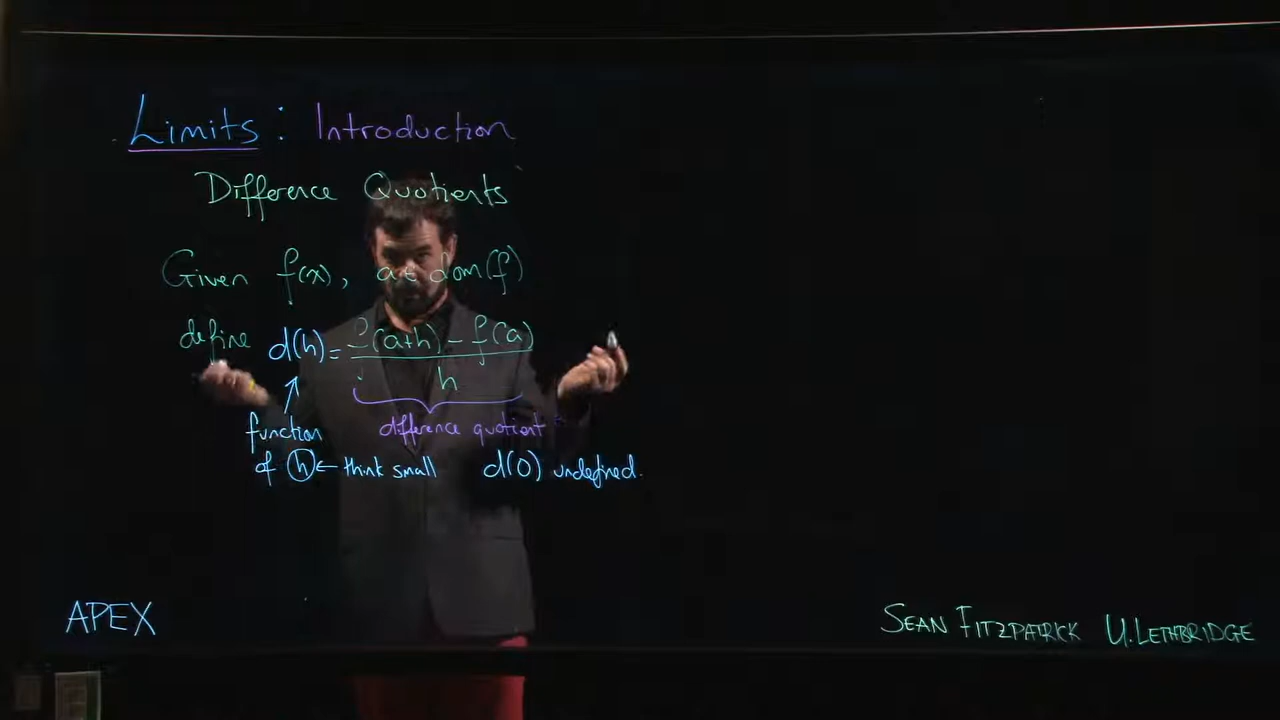 Limits: Introduction
Difference Quotients
Given f(x), a ∈ dom(f)
define d(h) = f(a+h) - f(a)
h
function
difference quotient
of h ← think small d(0) undefined.
APEX
SEAN FITZPATRICK U. LETHBRIDGE